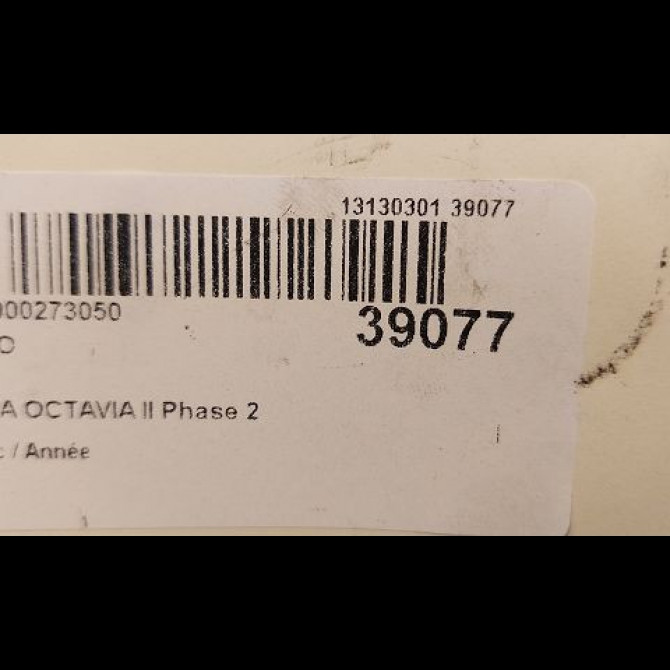 13130301 39077
000273050
39077
O
A OCTAVIA II Phase 2
c / Année